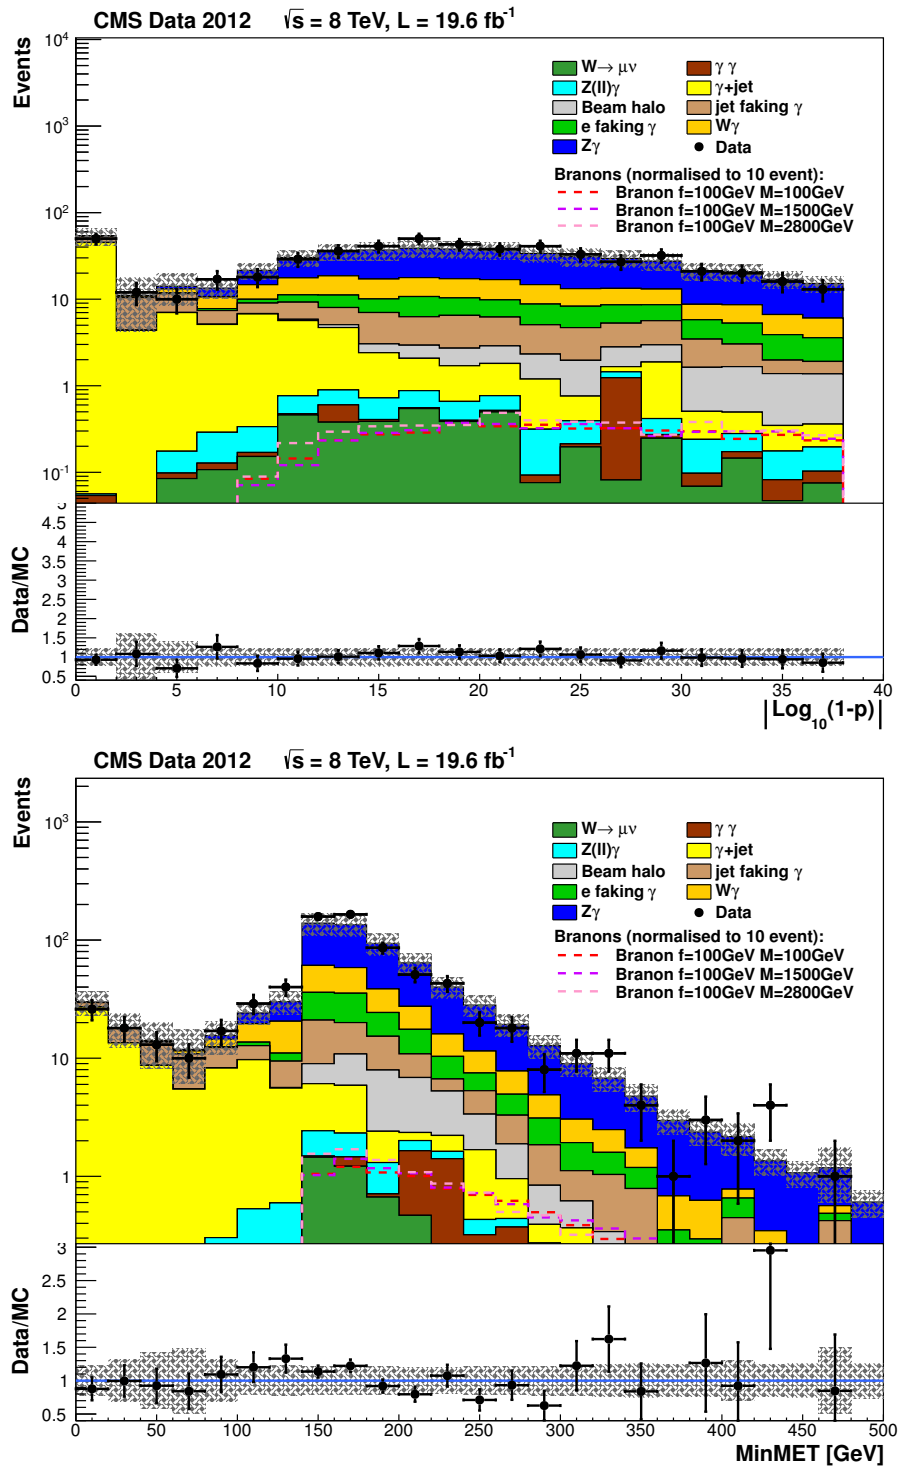 CMS Data 2012 √s = 8 TeV, L = 19.6 fb⁻¹
Events
10⁴
10³
10²
10
1
10⁻¹
W→ μν
γ γ
Z(ll)γ
γ+jet
Beam halo
jet faking γ
e faking γ
Wγ
Zγ
Data
Branons (normalised to 10 event):
Branon f=100GeV M=100GeV
Branon f=100GeV M=1500GeV
Branon f=100GeV M=2800GeV
Data/MC
5
4.5
4
3.5
3
2.5
2
1.5
1
0.5
0 5 10 15 20 25 30 35 40
|Log₁₀(1-p)|
CMS Data 2012 √s = 8 TeV, L = 19.6 fb⁻¹
Events
10³
10²
10
1
W→ μν
γ γ
Z(ll)γ
γ+jet
Beam halo
jet faking γ
e faking γ
Wγ
Zγ
Data
Branons (normalised to 10 event):
Branon f=100GeV M=100GeV
Branon f=100GeV M=1500GeV
Branon f=100GeV M=2800GeV
Data/MC
3
2.5
2
1.5
1
0.5
0 50 100 150 200 250 300 350 400 450 500
MinMET [GeV]